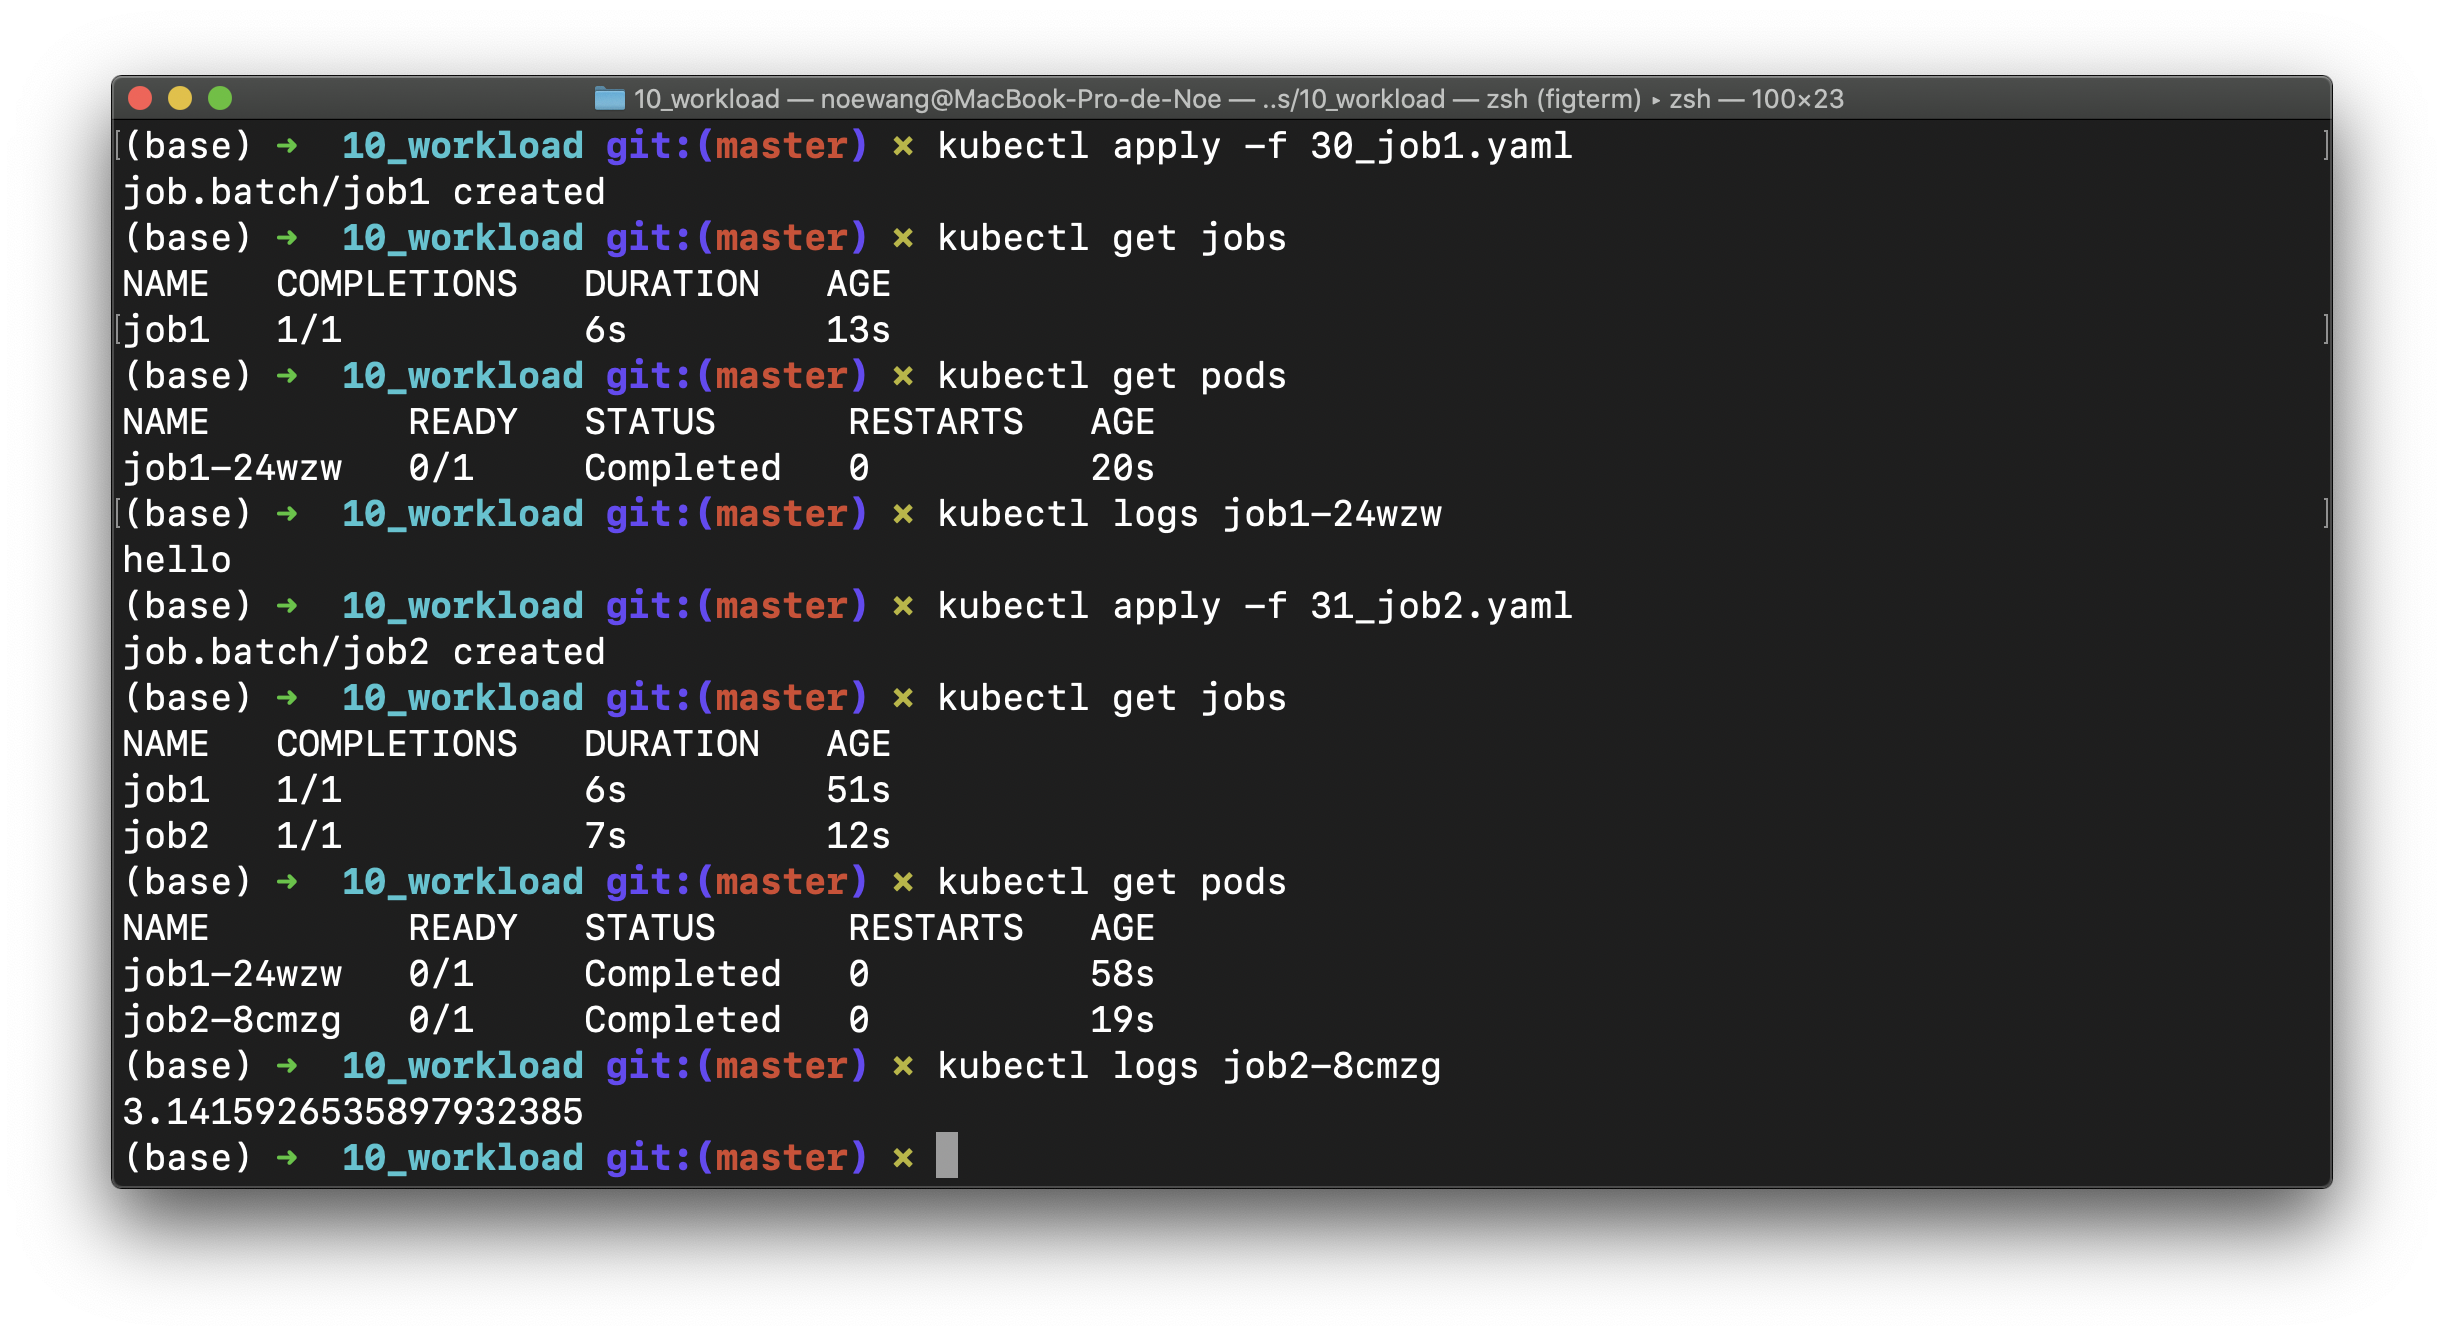 10_workload — noewang@MacBook-Pro-de-Noe — ..s/10_workload — zsh (figterm) ▸ zsh — 100×23
(base) ➜  10_workload git:(master) ✗ kubectl apply -f 30_job1.yaml
job.batch/job1 created
(base) ➜  10_workload git:(master) ✗ kubectl get jobs
NAME   COMPLETIONS   DURATION   AGE
job1   1/1           6s         13s
(base) ➜  10_workload git:(master) ✗ kubectl get pods
NAME         READY   STATUS      RESTARTS   AGE
job1-24wzw   0/1     Completed   0          20s
(base) ➜  10_workload git:(master) ✗ kubectl logs job1-24wzw
hello
(base) ➜  10_workload git:(master) ✗ kubectl apply -f 31_job2.yaml
job.batch/job2 created
(base) ➜  10_workload git:(master) ✗ kubectl get jobs
NAME   COMPLETIONS   DURATION   AGE
job1   1/1           6s         51s
job2   1/1           7s         12s
(base) ➜  10_workload git:(master) ✗ kubectl get pods
NAME         READY   STATUS      RESTARTS   AGE
job1-24wzw   0/1     Completed   0          58s
job2-8cmzg   0/1     Completed   0          19s
(base) ➜  10_workload git:(master) ✗ kubectl logs job2-8cmzg
3.1415926535897932385
(base) ➜  10_workload git:(master) ✗